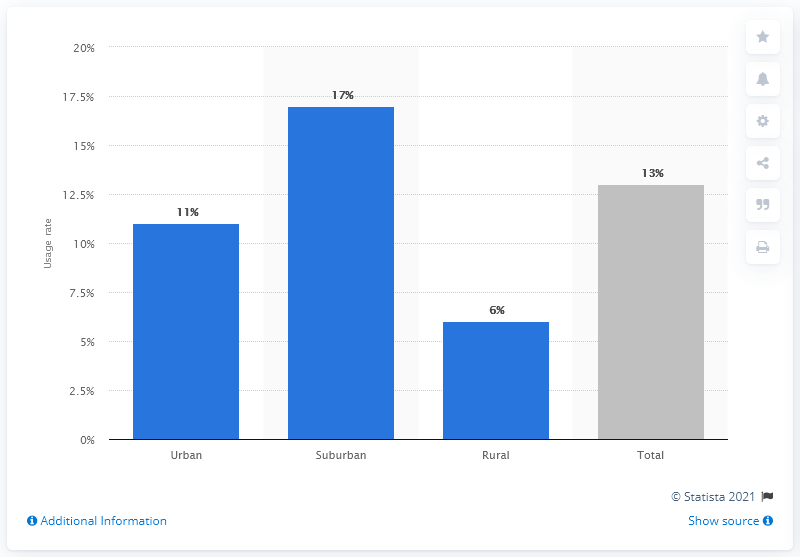 20%
17.5%
15%
12.5%
10%
7.5%
5%
2.5%
0%
Usage rate
11%
17%
6%
13%
Urban
Suburban
Rural
Total
© Statista 2021
Additional Information
Show source